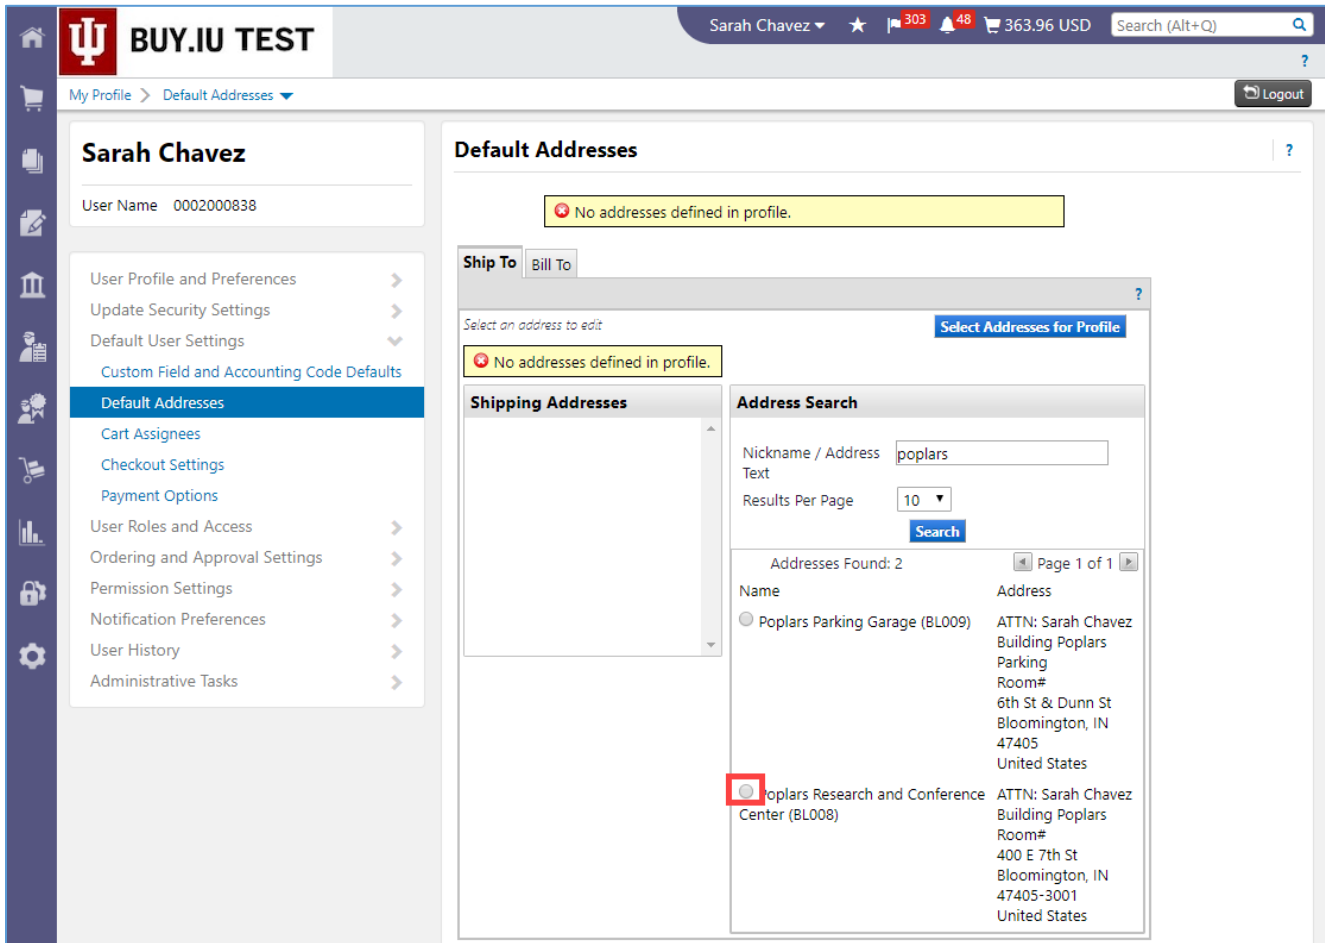 BUY.IU TEST
Sarah Chavez
303
48
363.96 USD
Search (Alt+Q)
?
My Profile
Default Addresses
Logout
Sarah Chavez
User Name 0002000838
User Profile and Preferences
Update Security Settings
Default User Settings
Custom Field and Accounting Code Defaults
Default Addresses
Cart Assignees
Checkout Settings
Payment Options
User Roles and Access
Ordering and Approval Settings
Permission Settings
Notification Preferences
User History
Administrative Tasks
Default Addresses
?
No addresses defined in profile.
Ship To
Bill To
?
Select an address to edit
Select Addresses for Profile
No addresses defined in profile.
Shipping Addresses
Address Search
Nickname / Address
Text
poplars
Results Per Page
10
Search
Addresses Found: 2
Page 1 of 1
Name
Address
Poplars Parking Garage (BL009)
ATTN: Sarah Chavez
Building Poplars
Parking
Room#
6th St & Dunn St
Bloomington, IN
47405
United States
Poplars Research and Conference
Center (BL008)
ATTN: Sarah Chavez
Building Poplars
Room#
400 E 7th St
Bloomington, IN
47405-3001
United States